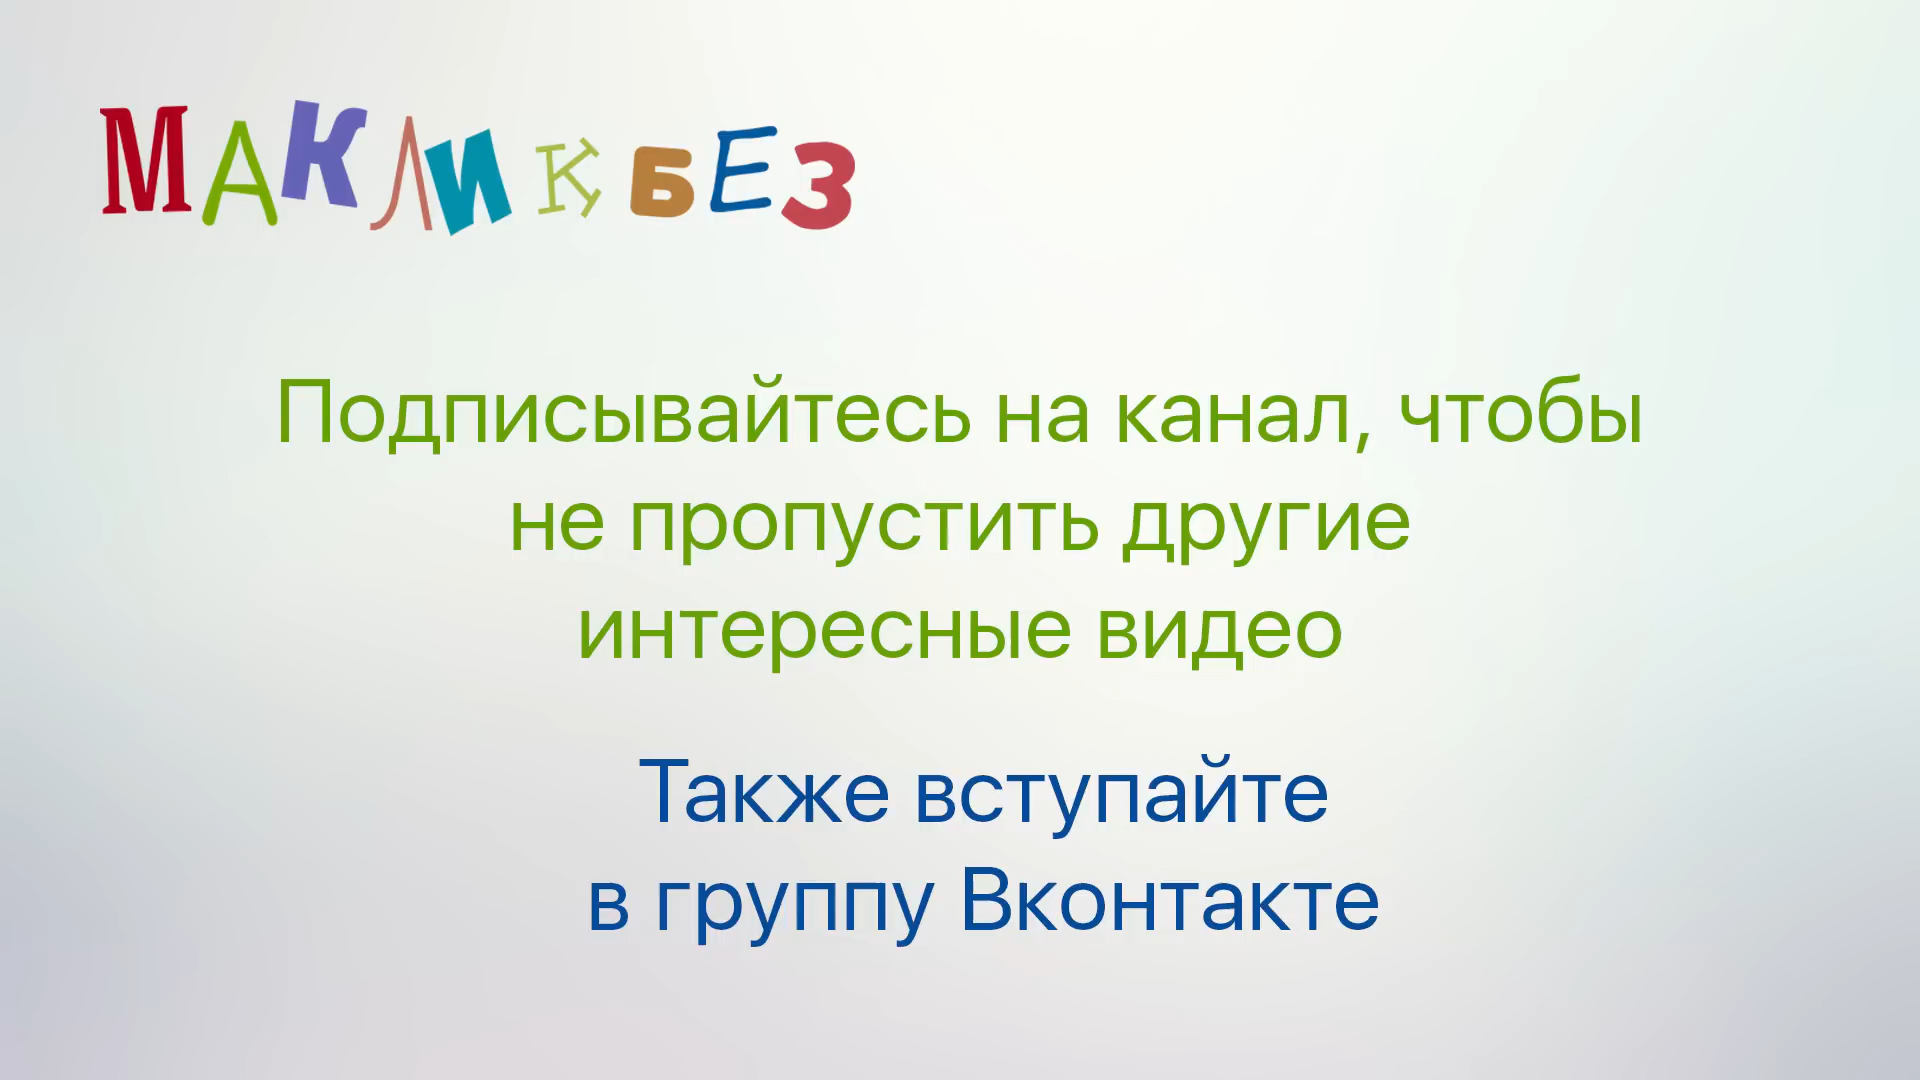 МАКЛИКБЕЗ
Подписывайтесь на канал, чтобы
не пропустить другие
интересные видео
Также вступайте
в группу Вконтакте